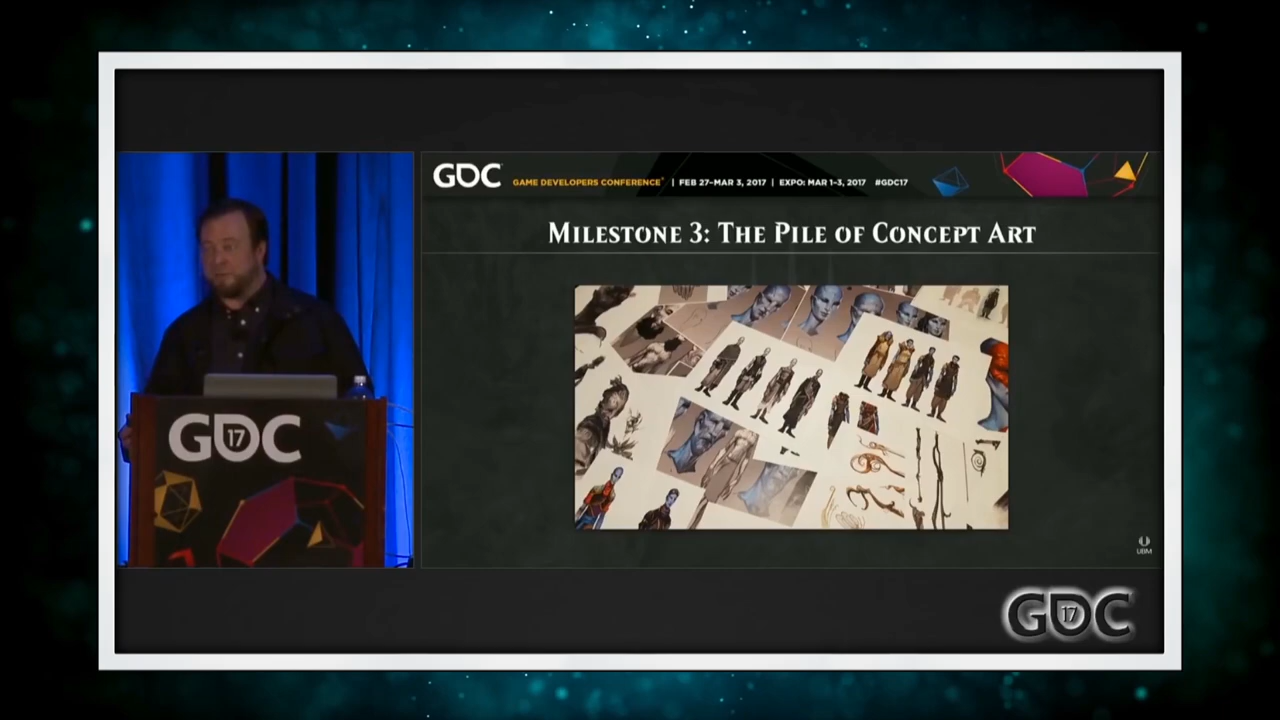 GDC GAME DEVELOPERS CONFERENCE® | FEB 27–MAR 3, 2017 | EXPO: MAR 1–3, 2017 #GDC17
MILESTONE 3: THE PILE OF CONCEPT ART
GDC 17
UBM
GDC 17